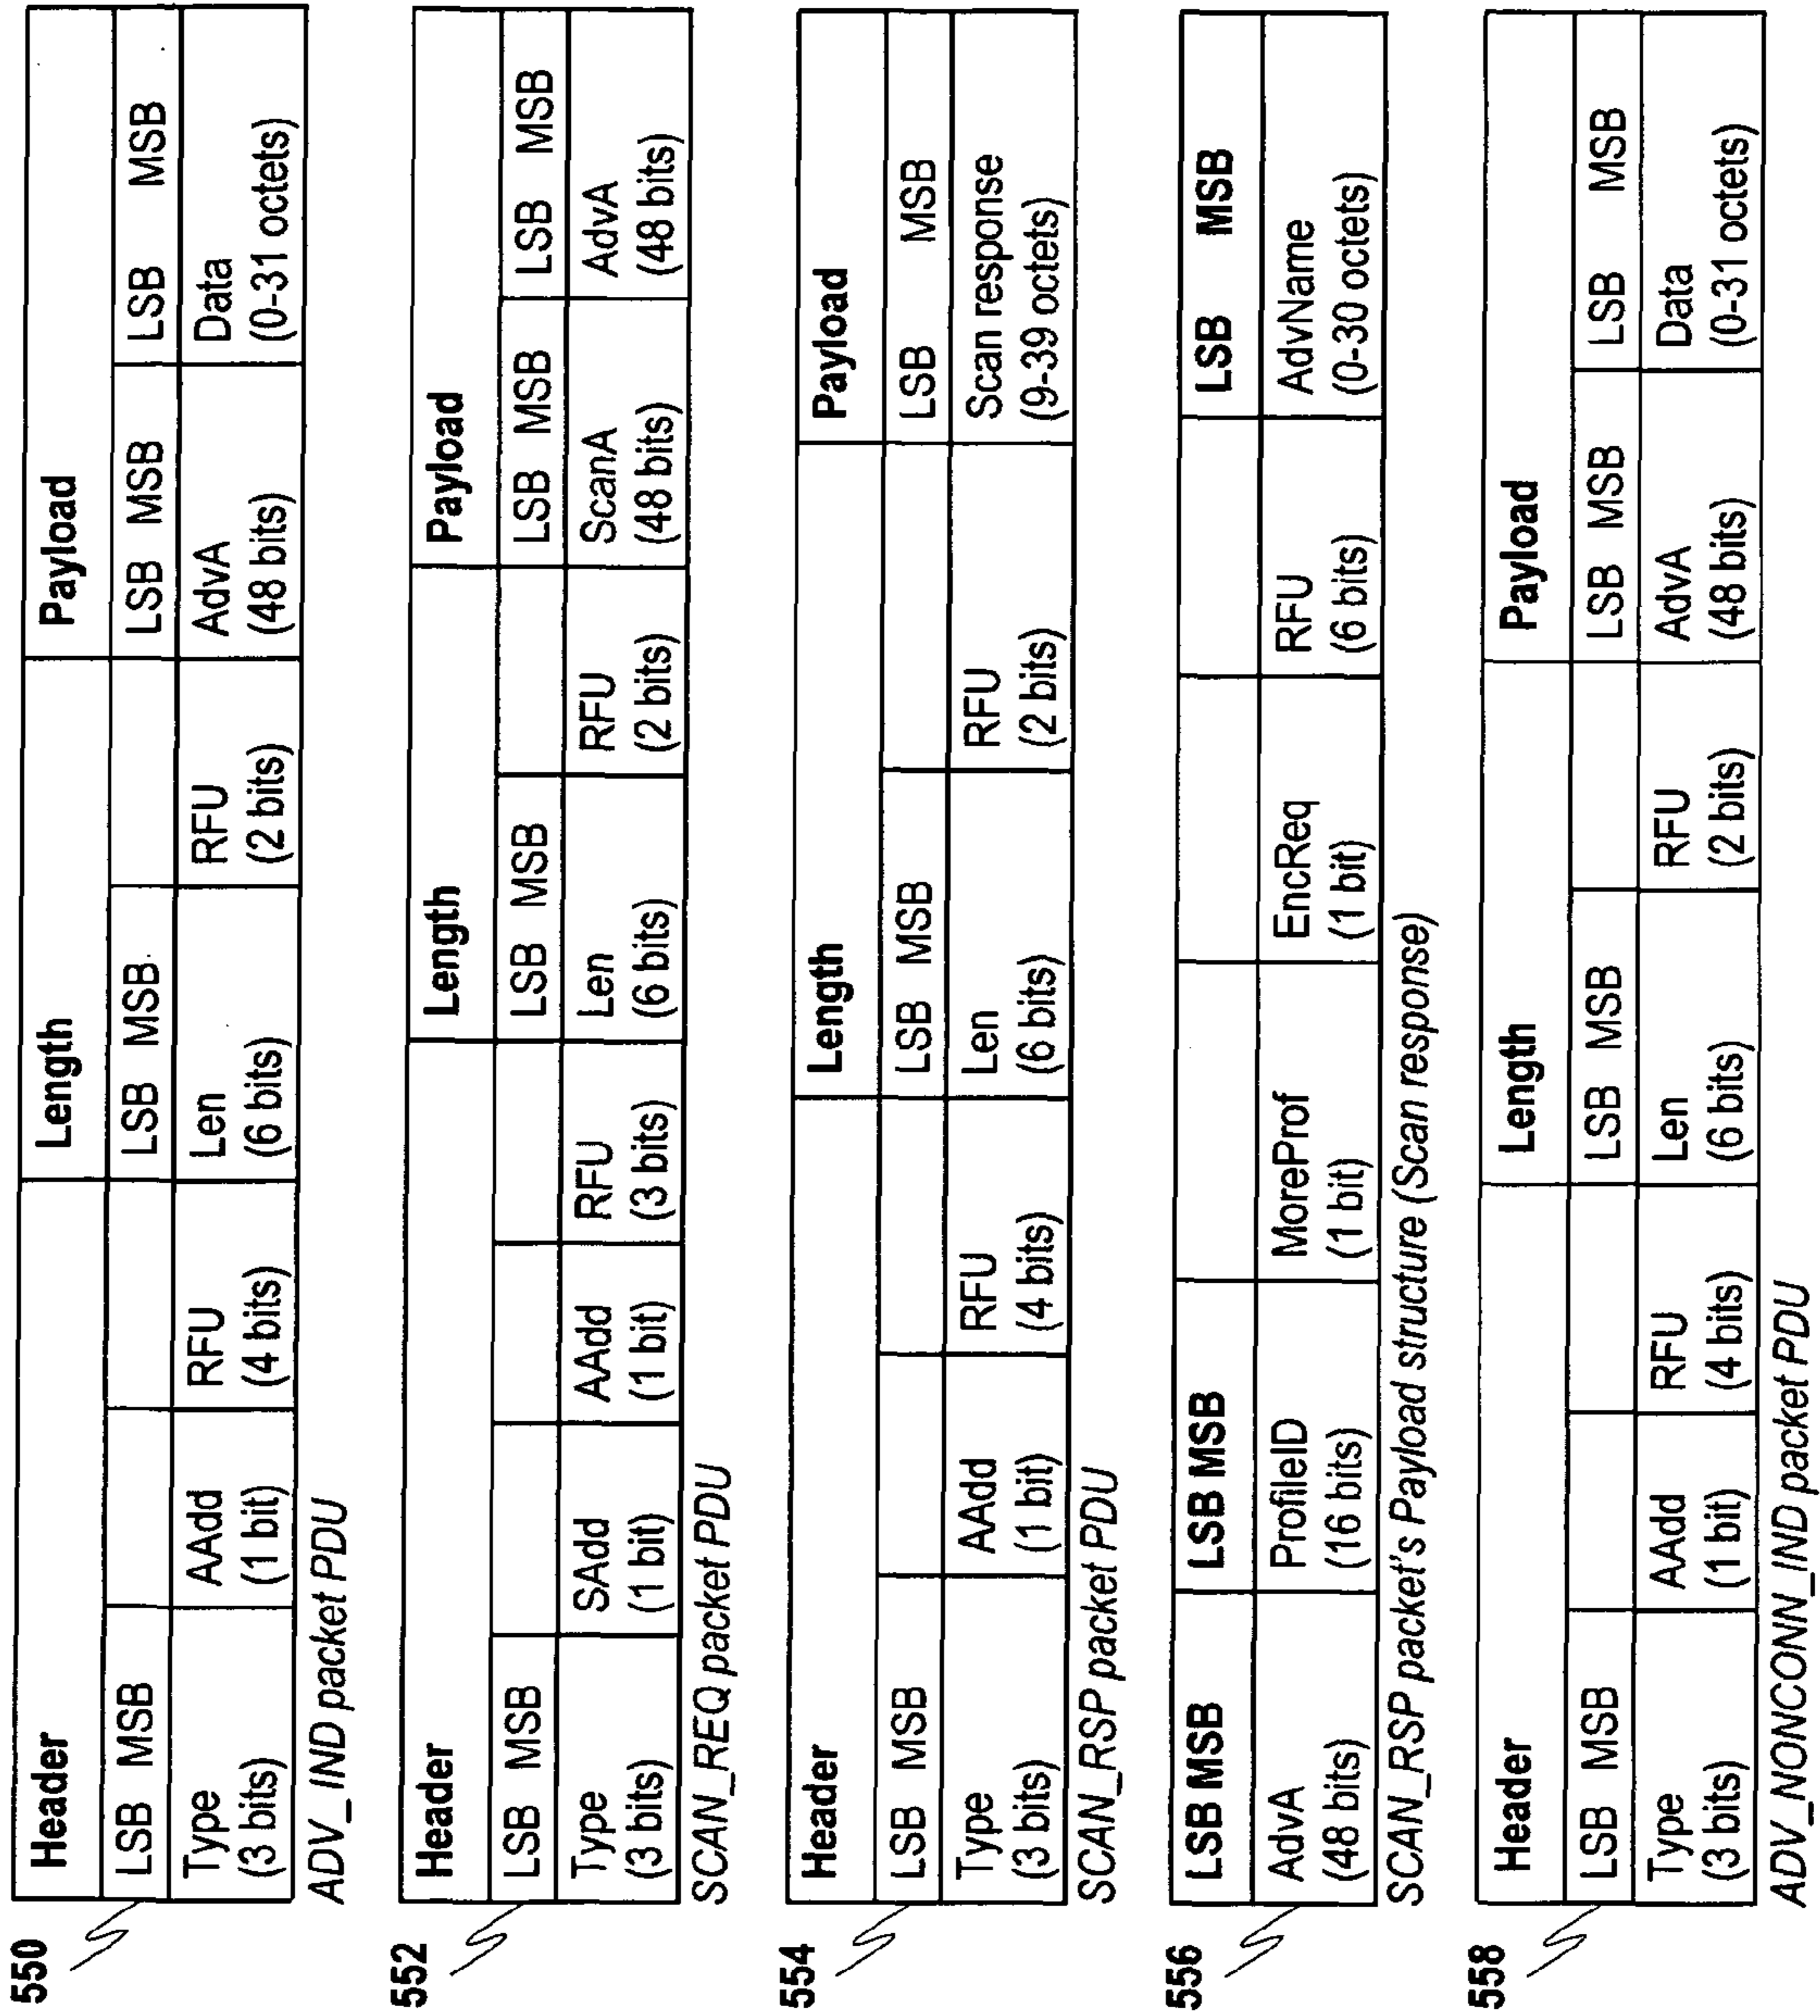 550
Header Length Payload
LSB MSB LSB MSB LSB MSB LSB MSB
Type AAdd RFU Len RFU AdvA Data
(3 bits) (1 bit) (4 bits) (6 bits) (2 bits) (48 bits) (0-31 octets)
ADV_IND packet PDU
552
Header Length Payload
LSB MSB LSB MSB LSB MSB LSB MSB
Type SAdd AAdd RFU Len RFU ScanA AdvA
(3 bits) (1 bit) (1 bit) (3 bits) (6 bits) (2 bits) (48 bits) (48 bits)
SCAN_REQ packet PDU
554
Header Length Payload
LSB MSB LSB MSB LSB MSB
Type AAdd RFU Len RFU Scan response
(3 bits) (1 bit) (4 bits) (6 bits) (2 bits) (9-39 octets)
SCAN_RSP packet PDU
556
LSB MSB LSB MSB LSB MSB
AdvA ProfileID MoreProf EncReq RFU AdvName
(48 bits) (16 bits) (1 bit) (1 bit) (6 bits) (0-30 octets)
SCAN_RSP packet's Payload structure (Scan response)
558
Header Length Payload
LSB MSB LSB MSB LSB MSB LSB MSB
Type AAdd RFU Len RFU AdvA Data
(3 bits) (1 bit) (4 bits) (6 bits) (2 bits) (48 bits) (0-31 octets)
ADV_NONCONN_IND packet PDU